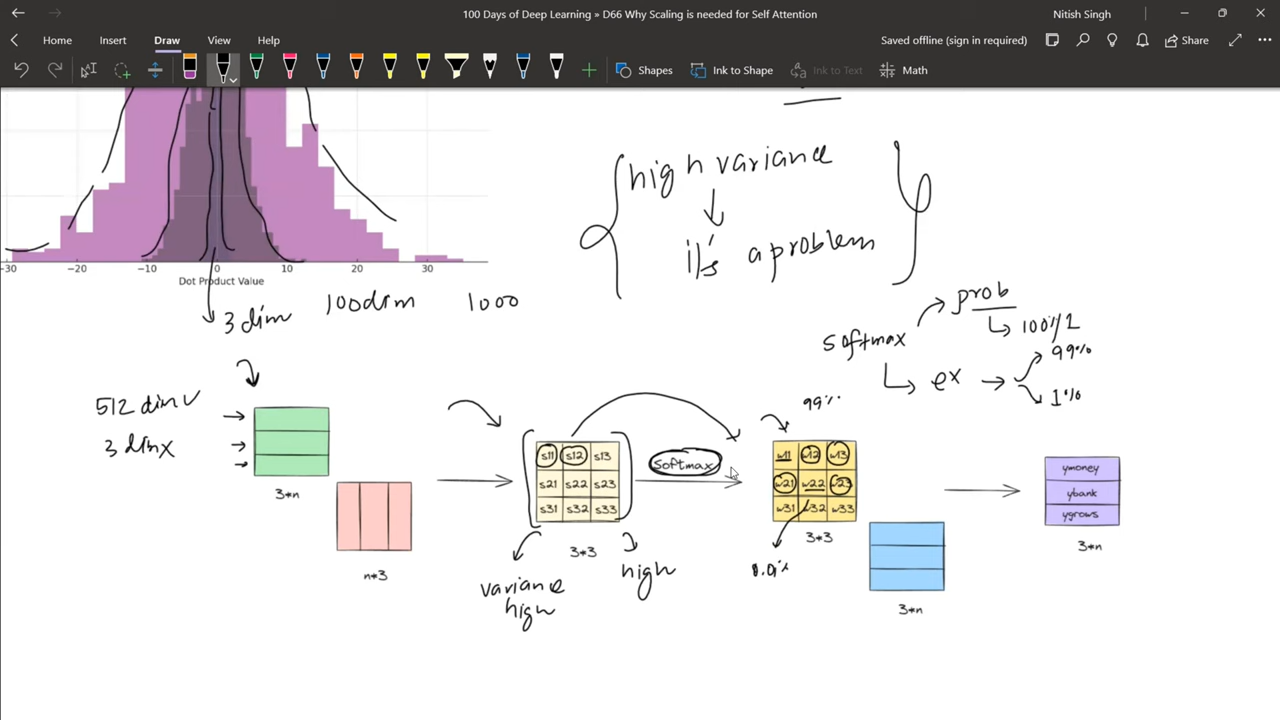 100 Days of Deep Learning » D66 Why Scaling is needed for Self Attention
Nitish Singh
Home Insert Draw View Help
Saved offline (sign in required)
Share
Shapes
Ink to Shape
Ink to Text
Math
high variance
it's a problem
-30 -20 -10 0 10 20 30
Dot Product Value
3 dim 100dim 1000
softmax
prob
100%/1
ex
99%
1%
512 dim
3 dim
3*n
n*3
s11 s12 s13
s21 s22 s23
s31 s32 s33
3*3
variance
high
high
softmax
99%
w11 w12 w13
w21 w22 w23
w31 w32 w33
3*3
0.01%
3*n
ymoney
ybank
ygrows
3*n